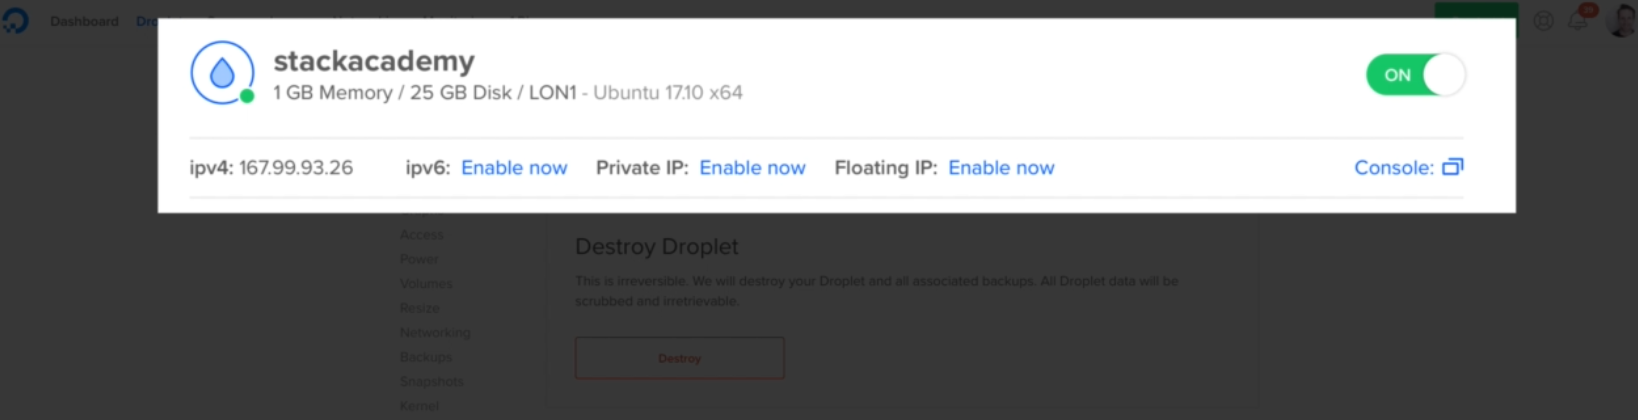 Dashboard
stackacademy
ON
1 GB Memory / 25 GB Disk / LON1 - Ubuntu 17.10 x64
ipv4: 167.99.93.26 ipv6: Enable now Private IP: Enable now Floating IP: Enable now Console:
Access
Power
Volumes
Resize
Networking
Backups
Snapshots
Kernel
Destroy Droplet
This is irreversible. We will destroy your Droplet and all associated backups. All Droplet data will be
scrubbed and irretrievable.
Destroy